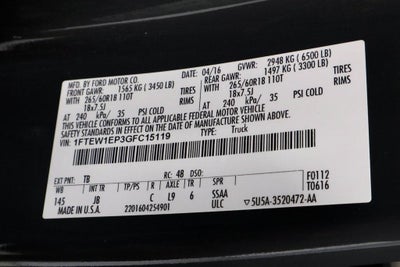 MFD. BY FORD MOTOR CO.
DATE: 04/16 GVWR: 2948 KG (6500 LB)
FRONT GAWR: 1565 KG (3450 LB) REAR GAWR: 1497 KG (3300 LB)
WITH 265/60R18 110T TIRES WITH 265/60R18 110T TIRES
18x7.5J RIMS 18x7.5J RIMS
AT 240 kPa/ 35 PSI COLD AT 240 kPa/ 35 PSI COLD
THIS VEHICLE CONFORMS TO ALL APPLICABLE FEDERAL MOTOR VEHICLE
SAFETY STANDARDS IN EFFECT ON THE DATE OF MANUFACTURE SHOWN ABOVE.
VIN: 1FTEW1EP3GFC15119 TYPE: Truck
EXT PNT: TB RC: 48 DSO: F0112
WB INT TR C AXLE TR SPR T0616
145 JB C L9 6 SSAA
MADE IN U.S.A. 2201604254901 ULC 5U5A-3520472-AA